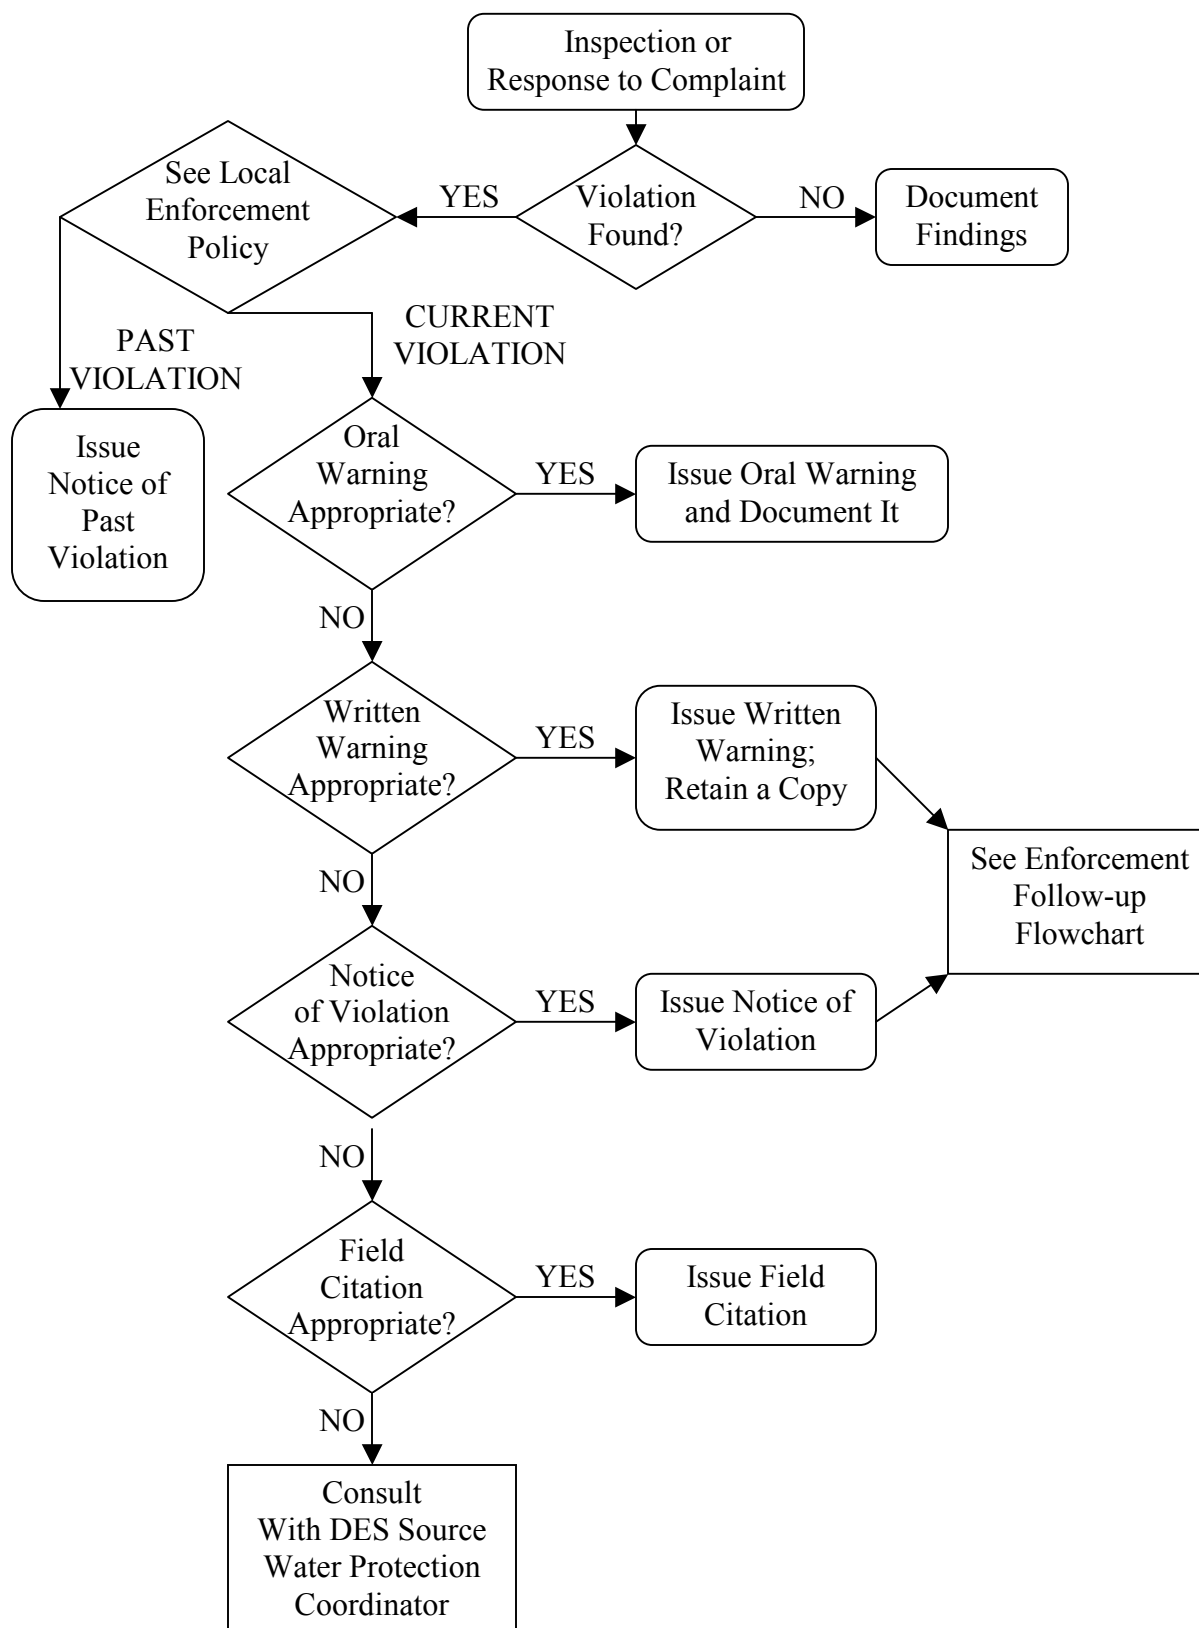 Inspection or
Response to Complaint
See Local
Enforcement
Policy
YES
Violation
Found?
NO
Document
Findings
PAST
VIOLATION
CURRENT
VIOLATION
Issue
Notice of
Past
Violation
Oral
Warning
Appropriate?
YES
Issue Oral Warning
and Document It
NO
Written
Warning
Appropriate?
YES
Issue Written
Warning;
Retain a Copy
See Enforcement
Follow-up
Flowchart
NO
Notice
of Violation
Appropriate?
YES
Issue Notice of
Violation
NO
Field
Citation
Appropriate?
YES
Issue Field
Citation
NO
Consult
With DES Source
Water Protection
Coordinator